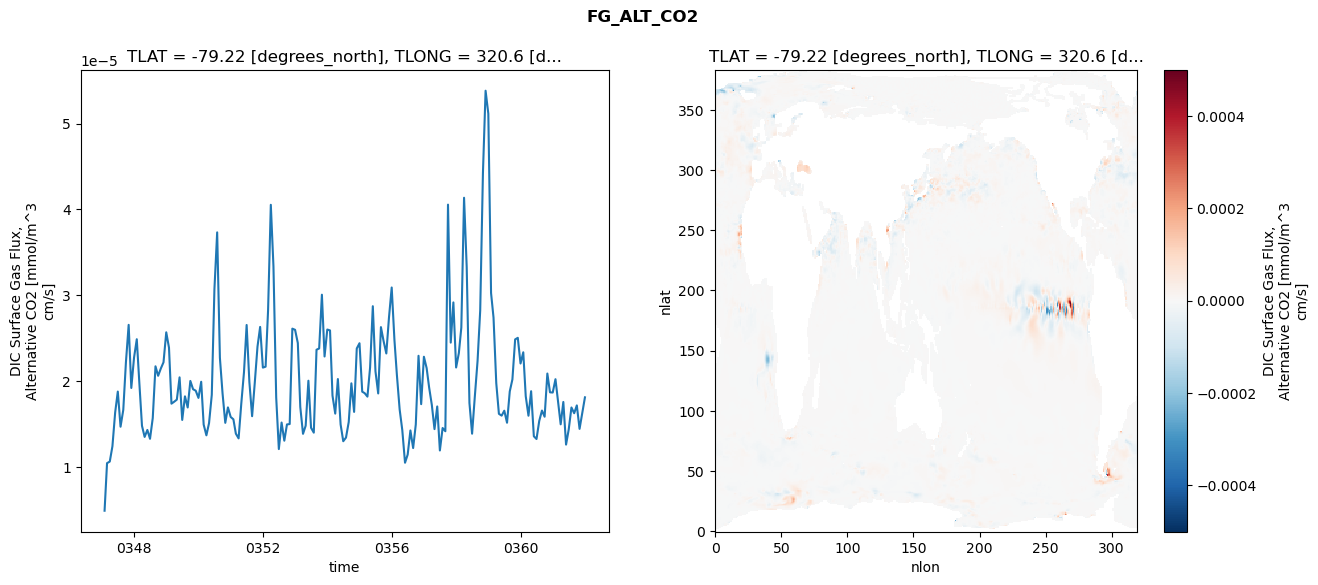 FG_ALT_CO2
TLAT = -79.22 [degrees_north], TLONG = 320.6 [d...
1e−5
5
4
3
2
1
DIC Surface Gas Flux,
Alternative CO2 [mmol/m^3
cm/s]
0348
0352
0356
0360
time
TLAT = -79.22 [degrees_north], TLONG = 320.6 [d...
350
300
250
200
150
100
50
0
nlat
0
50
100
150
200
250
300
nlon
0.0004
0.0002
0.0000
−0.0002
−0.0004
DIC Surface Gas Flux,
Alternative CO2 [mmol/m^3
cm/s]